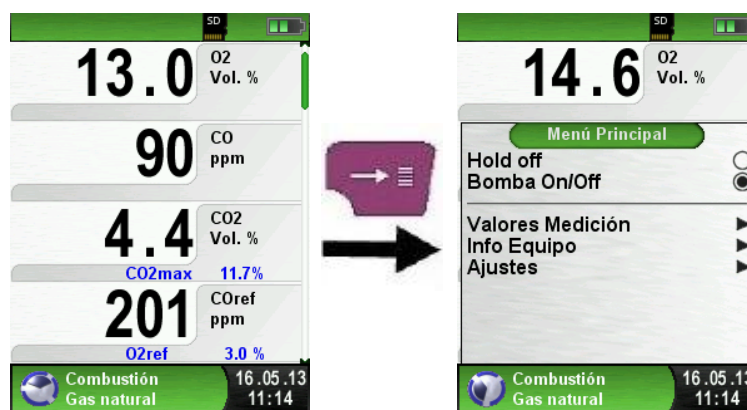 SD
13.0 O2
Vol. %
90 CO
ppm
4.4 CO2
Vol. %
CO2max 11.7%
201 COref
ppm
O2ref 3.0 %
Combustión 16.05.13
Gas natural 11:14
SD
14.6 O2
Vol. %
Menú Principal
Hold off
Bomba On/Off
Valores Medición
Info Equipo
Ajustes
Combustión 16.05.13
Gas natural 11:14